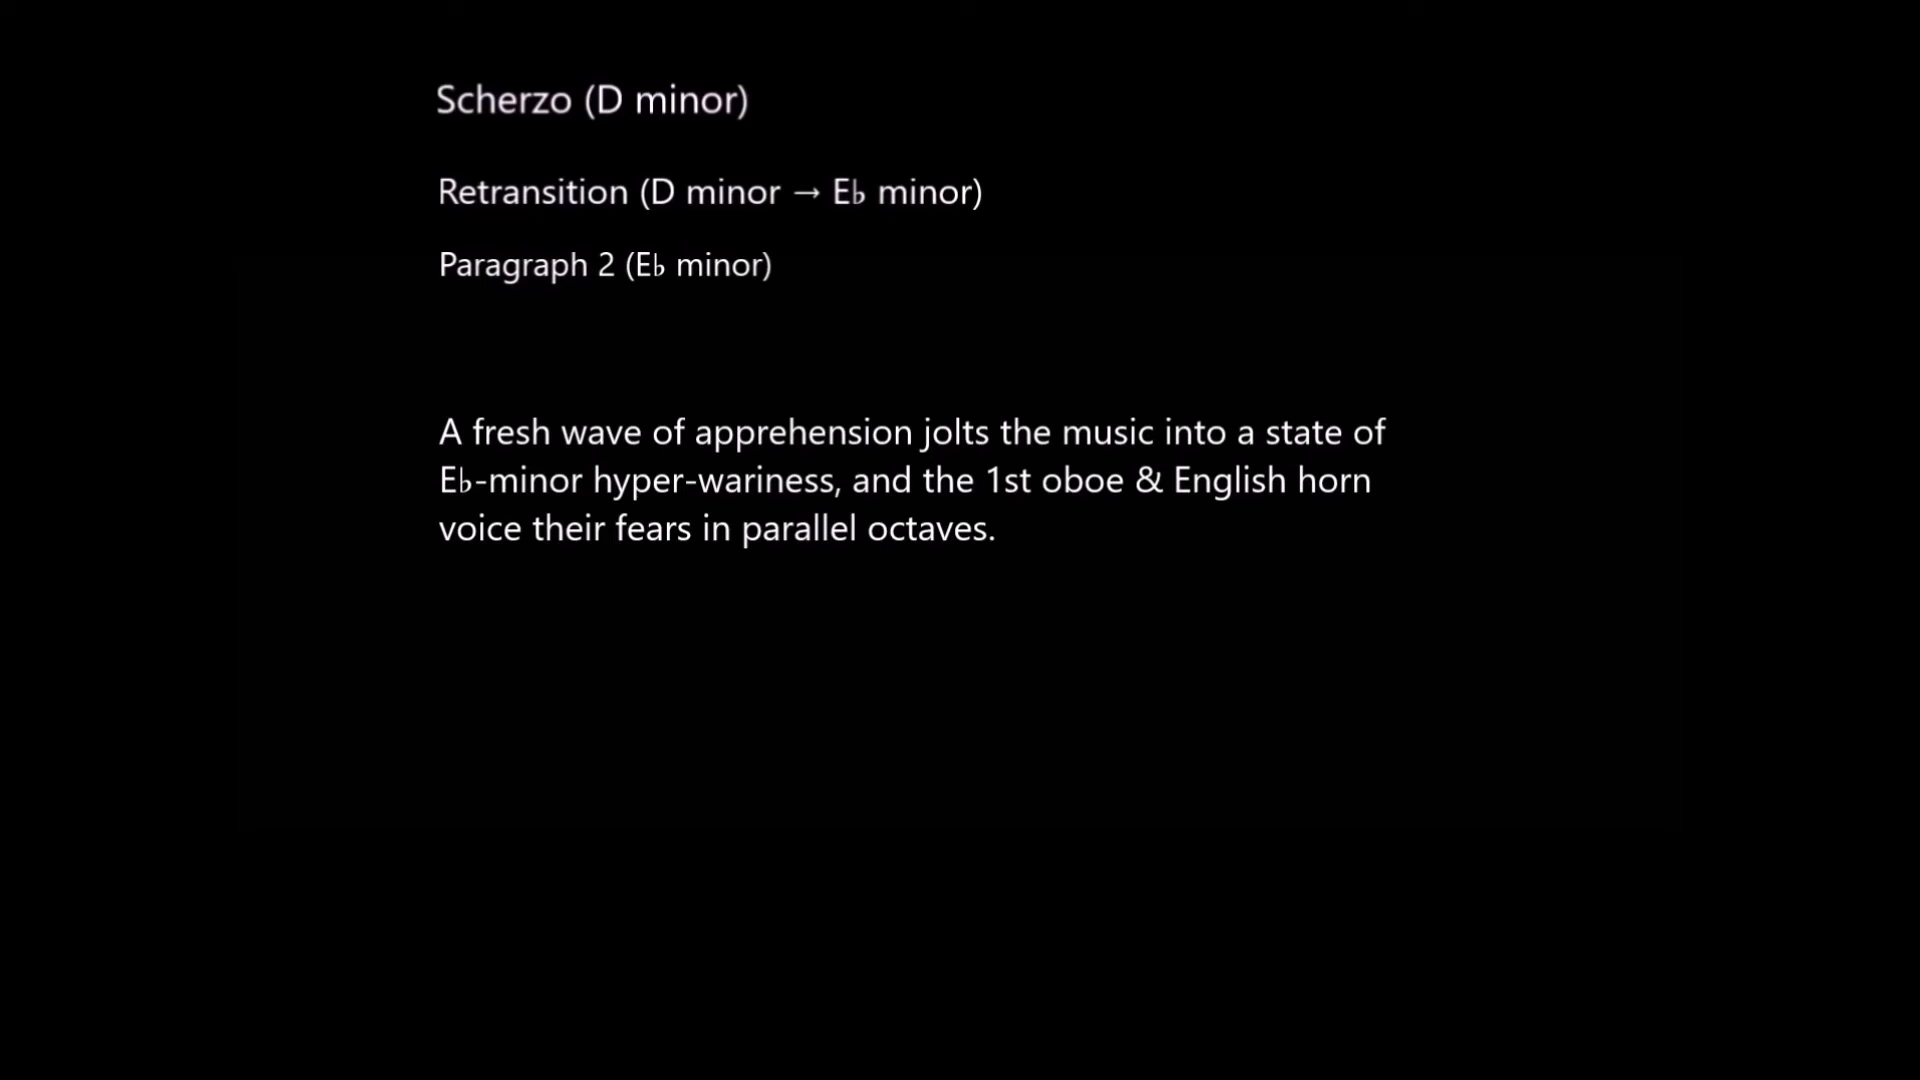 Scherzo (D minor)
Retransition (D minor → E♭ minor)
Paragraph 2 (E♭ minor)
A fresh wave of apprehension jolts the music into a state of
E♭-minor hyper-wariness, and the 1st oboe & English horn
voice their fears in parallel octaves.